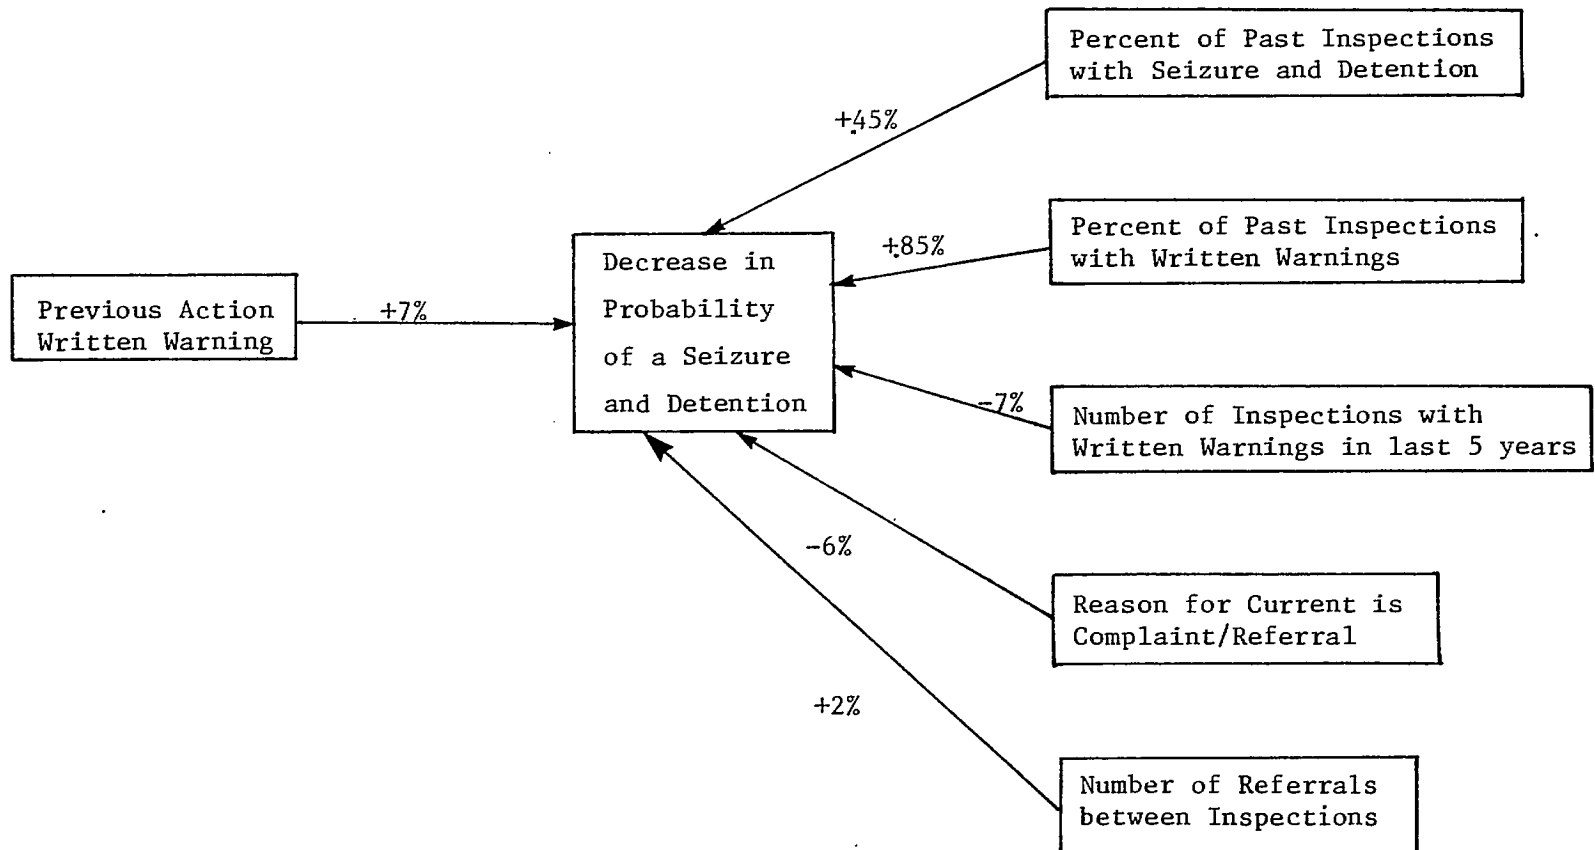 Percent of Past Inspections
with Seizure and Detention
+.45%
Percent of Past Inspections
with Written Warnings
+.85%
Previous Action
Written Warning
+7%
Decrease in
Probability
of a Seizure
and Detention
-7%
Number of Inspections with
Written Warnings in last 5 years
-6%
Reason for Current is
Complaint/Referral
+2%
Number of Referrals
between Inspections